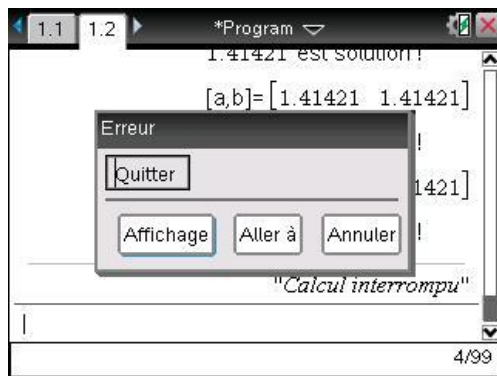 1.1 1.2 *Program
1.41421 est solution !
[a,b]=[1.41421 1.41421]
Erreur
!
Quitter
1421]
Affichage Aller à Annuler !
"Calcul interrompu"
4/99